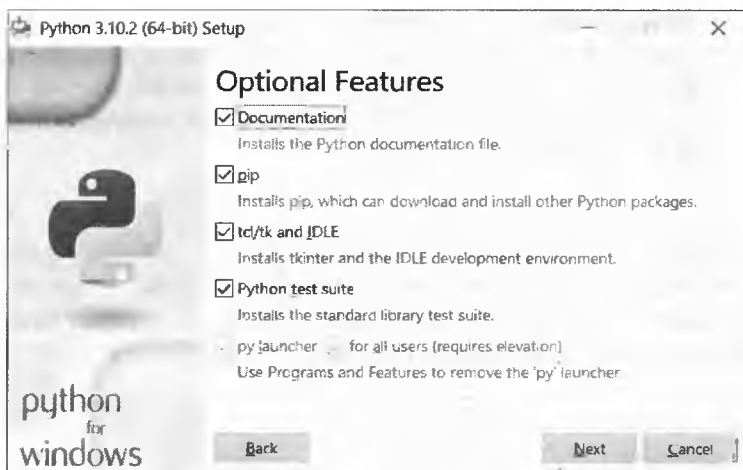 Python 3.10.2 (64-bit) Setup
Optional Features
Documentation
Installs the Python documentation file.
pip
Installs pip, which can download and install other Python packages.
tcl/tk and IDLE
Installs tkinter and the IDLE development environment.
Python test suite
Installs the standard library test suite.
py launcher for all users (requires elevation)
Use Programs and Features to remove the 'py' launcher
python
for
windows
Back
Next
Cancel